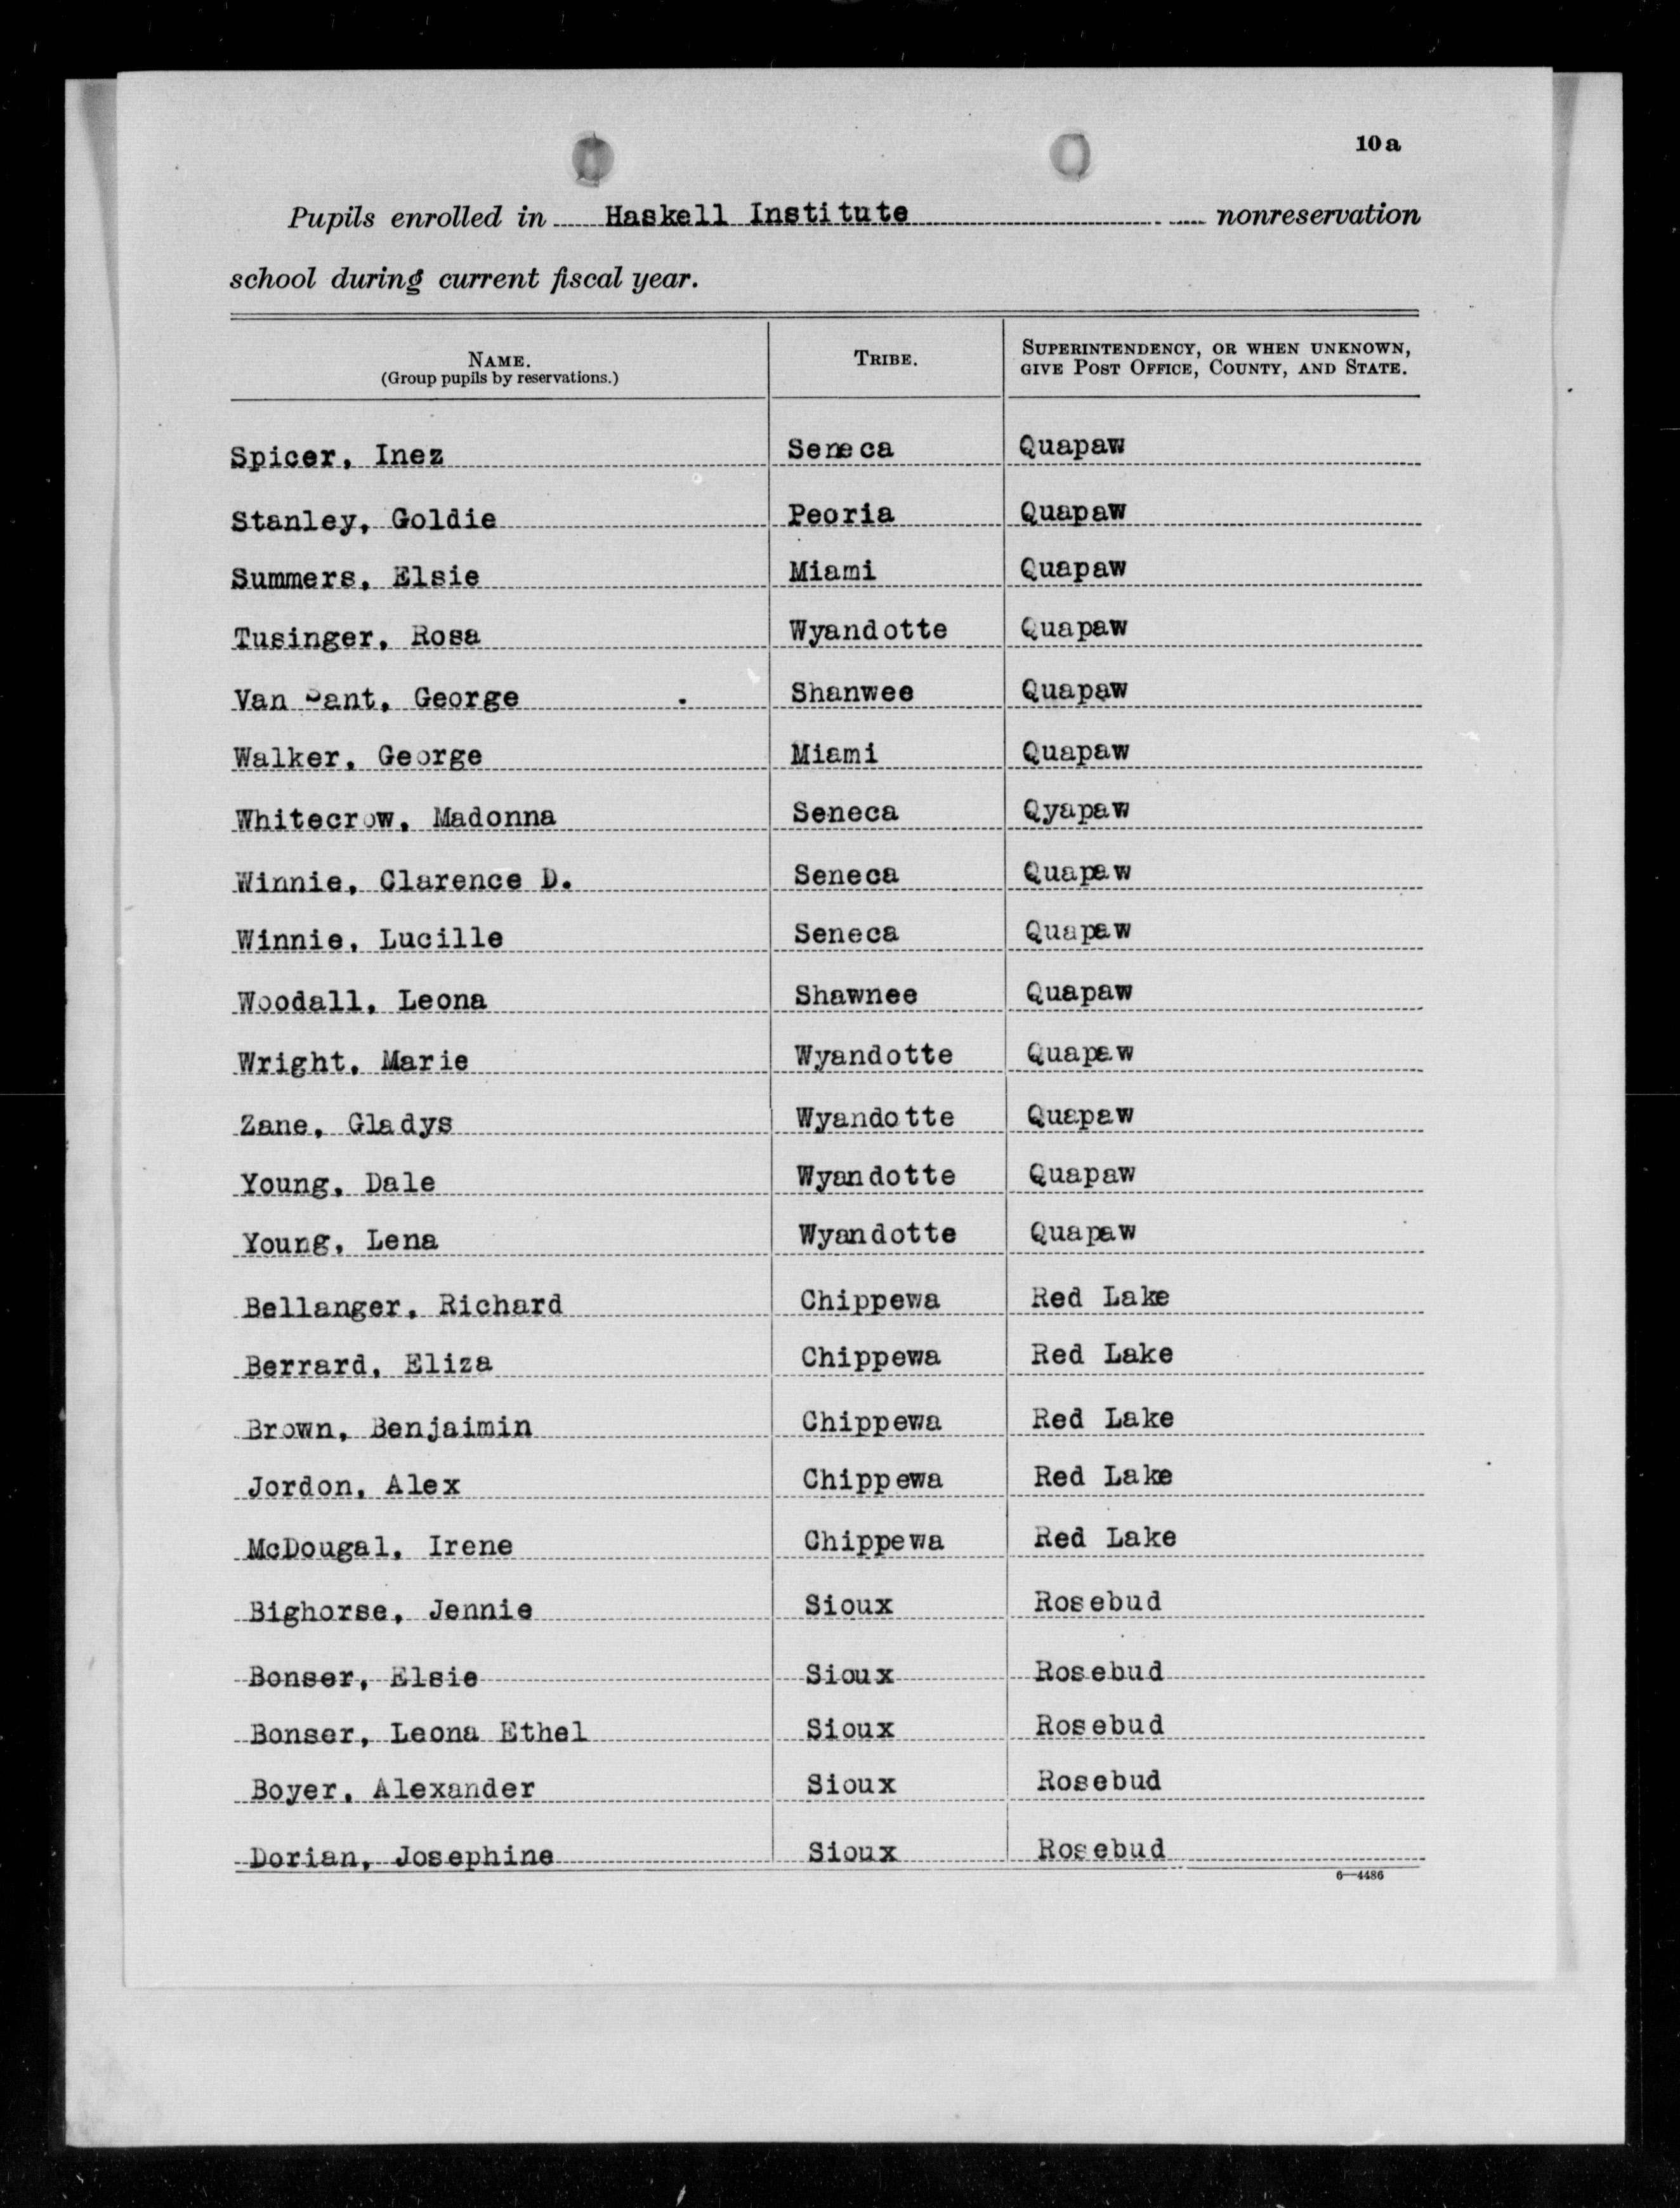 10 a
Pupils enrolled in Haskell Institute nonreservation
school during current fiscal year.
NAME. TRIBE. SUPERINTENDENCY, OR WHEN UNKNOWN,
(Group pupils by reservations.) GIVE POST OFFICE, COUNTY, AND STATE.
Spicer, Inez Seneca Quapaw
Stanley, Goldie Peoria Quapaw
Summers, Elsie Miami Quapaw
Tusinger, Rosa Wyandotte Quapaw
Van , George Shanwee Quapaw
Walker, George Miami Quapaw
Whitecrow, Madonna Seneca Qyapaw
Winnie, Clarence D. Seneca Quapaw
Winnie, Lucille Seneca Quapaw
Woodall, Leona Shawnee Quapaw
Wright, Marie Wyandotte Quapaw
Zane, Gladys Wyandotte Quapaw
Young, Dale Wyandotte Quapaw
Young, Lena Wyandotte Quapaw
Bellanger, Richard Chippewa Red Lake
Berrard, Eliza Chippewa Red Lake
Brown, Benjaimin Chippewa Red Lake
Jordon, Alex Chippewa Red Lake
McDougal, Irene Chippewa Red Lake
Bighorse, Jennie Sioux Rosebud
Bonser, Elsie Sioux Rosebud
Bonser, Leona Ethel Sioux Rosebud
Boyer, Alexander Sioux Rosebud
Dorian, Josephine Sioux Rosebud
6—4486